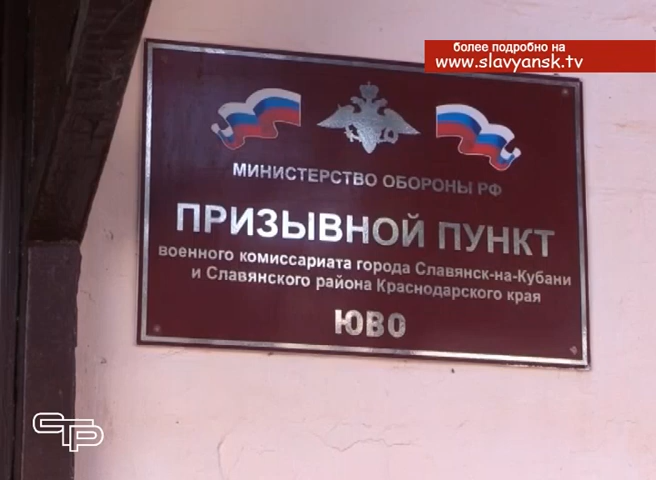 более подробно на
www.slavyansk.tv
МИНИСТЕРСТВО ОБОРОНЫ РФ
ПРИЗЫВНОЙ ПУНКТ
военного комиссариата города Славянск-на-Кубани
и Славянского района Краснодарского края
ЮВО
СТР